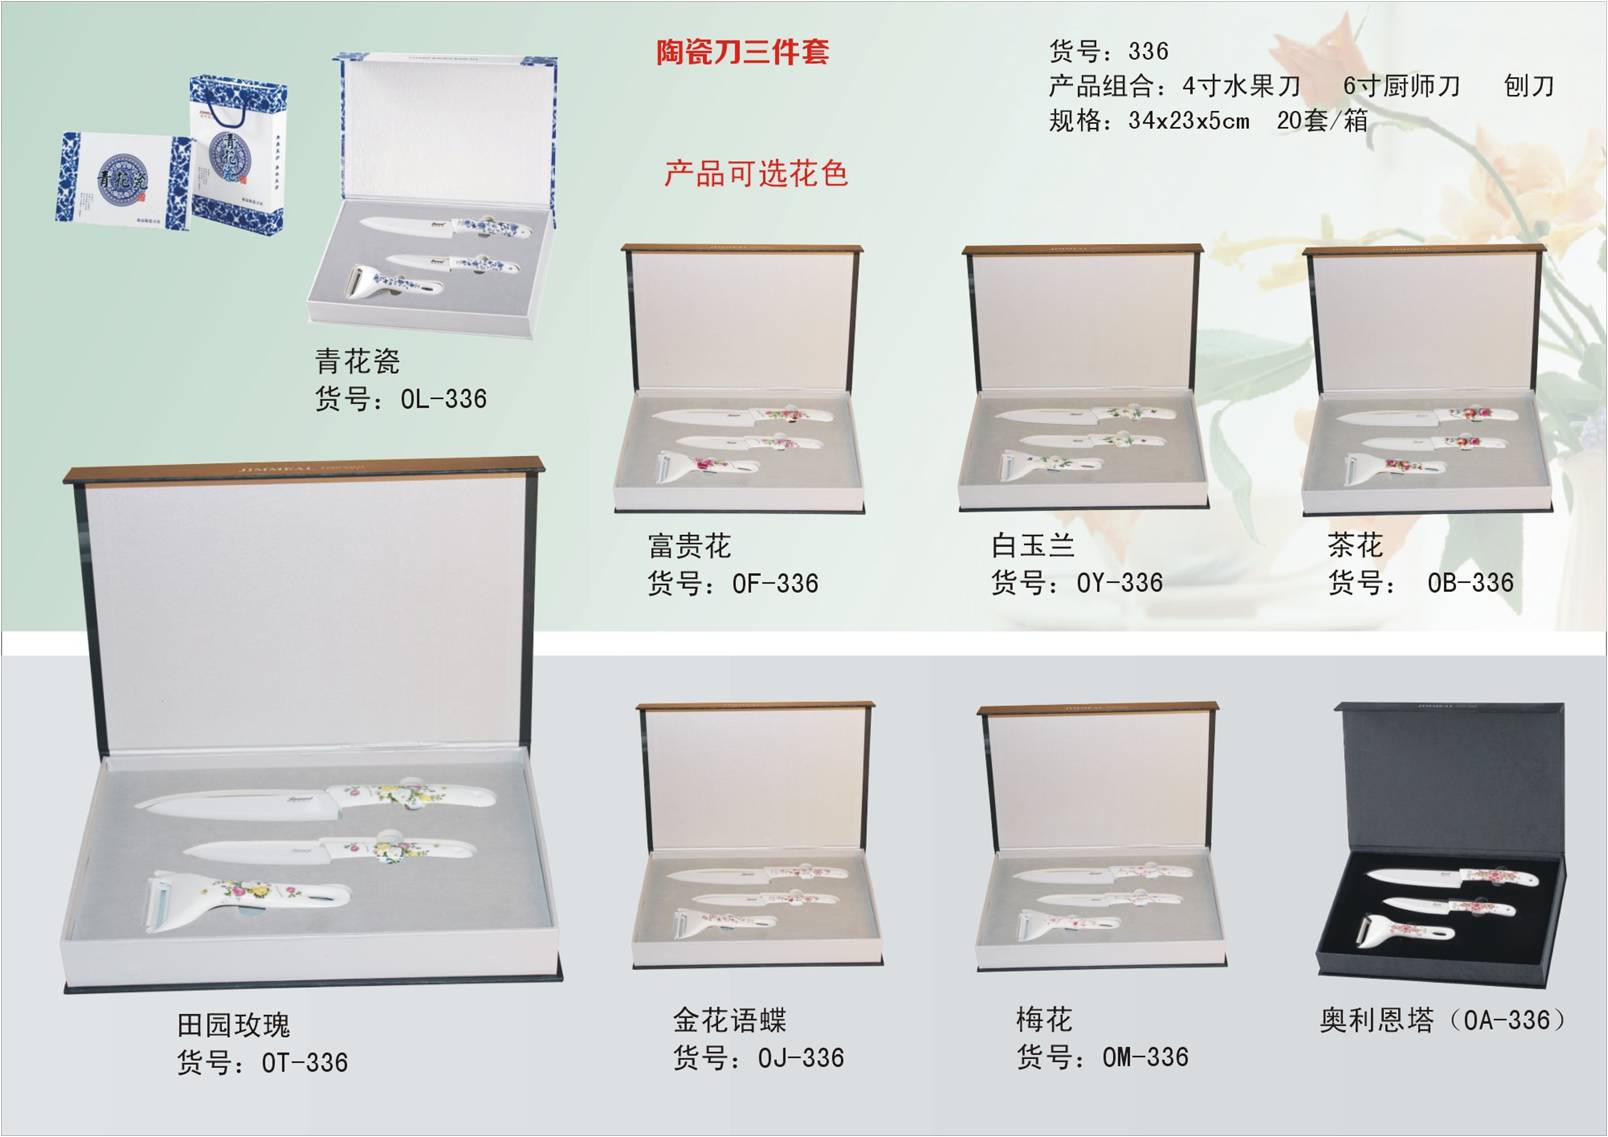 陶瓷刀三件套
货号：336
产品组合：4寸水果刀 6寸厨师刀 刨刀
规格：34x23x5cm 20套/箱
产品可选花色
青花瓷
青花瓷
青花瓷
货号：OL-336
富贵花
货号：OF-336
白玉兰
货号：OY-336
茶花
货号： OB-336
JIMMEAL
田园玫瑰
货号：OT-336
金花语蝶
货号：OJ-336
梅花
货号：OM-336
奥利恩塔（OA-336）